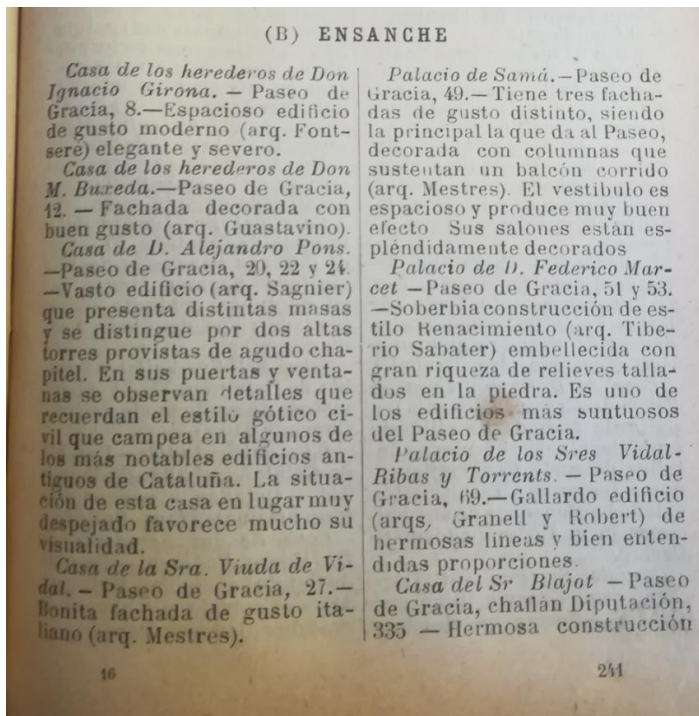 (B) ENSANCHE
Casa de los herederos de Don
Ignacio Girona. — Paseo de
Gracia, 8.—Espacioso edificio
de gusto moderno (arq. Font-
seré) elegante y severo.
Casa de los herederos de Don
M. Buxeda.—Paseo de Gracia,
12. — Fachada decorada con
buen gusto (arq. Guastavino).
Casa de D. Alejandro Pons.
—Paseo de Gracia, 20, 22 y 24.
—Vasto edificio (arq. Sagnier)
que presenta distintas masas
y se distingue por dos altas
torres provistas de agudo cha-
pitel. En sus puertas y venta-
nas se observan detalles que
recuerdan el estilo gótico ci-
vil que campea en algunos de
los más notables edificios an-
tiguos de Cataluña. La situa-
ción de esta casa en lugar muy
despejado favorece mucho su
visualidad.
Casa de la Sra. Viuda de Vi-
dal. — Paseo de Gracia, 27.—
Bonita fachada de gusto ita-
liano (arq. Mestres).
16
Palacio de Samá.—Paseo de
Gracia, 49.—Tiene tres facha-
das de gusto distinto, siendo
la principal la que da al Paseo,
decorada con columnas que
sustentan un balcón corrido
(arq. Mestres). El vestíbulo es
espacioso y produce muy buen
efecto Sus salones están es-
pléndidamente decorados
Palacio de D. Federico Mar-
cet —Paseo de Gracia, 51 y 53.
—Soberbia construcción de es-
tilo Renacimiento (arq. Tibe-
rio Sabater) embellecida con
gran riqueza de relieves talla-
dos en la piedra. Es uno de
los edificios más suntuosos
del Paseo de Gracia.
Palacio de los Sres Vidal-
Ribas y Torrents. — Paseo de
Gracia, 69.—Gallardo edificio
(arqs, Granell y Robert) de
hermosas líneas y bien enten-
didas proporciones.
Casa del Sr Blajot —Paseo
de Gracia, chaflán Diputación,
335 — Hermosa construcción
241